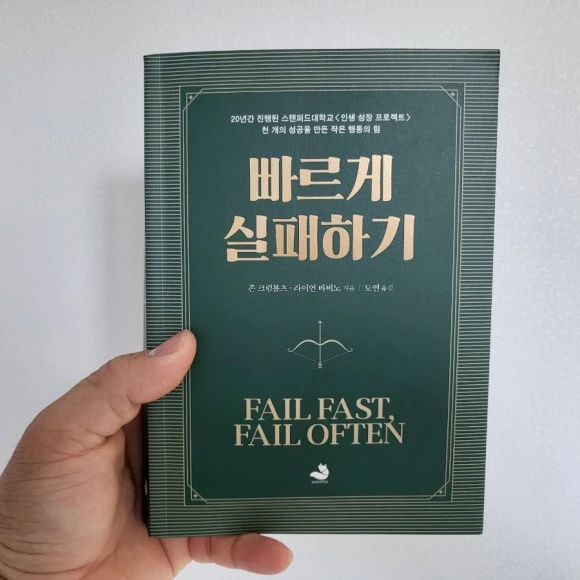 20년간 진행된 스탠퍼드대학교 〈인생 성장 프로젝트〉
천 개의 성공을 만든 작은 행동의 힘
빠르게
실패하기
존 크럼볼츠 · 라이언 바비노 지음 | 도연 옮김
FAIL FAST,
FAIL OFTEN